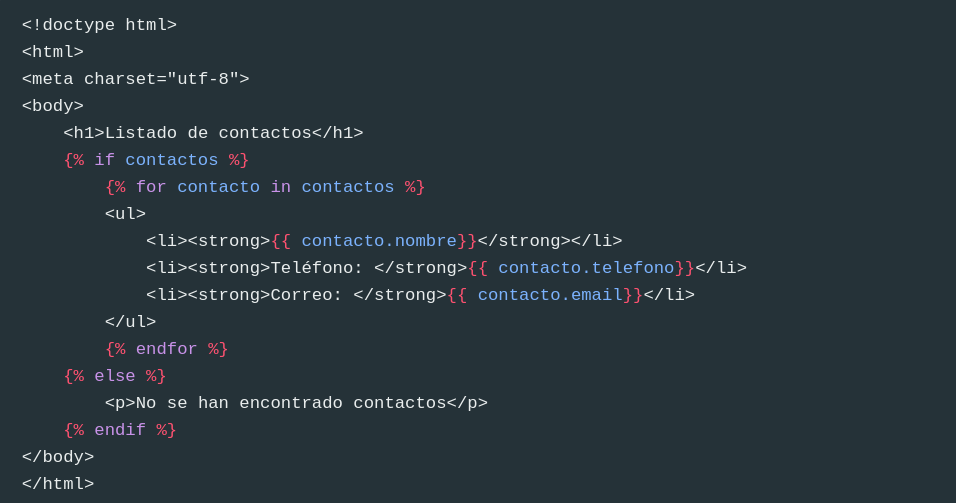 <!doctype html>
<html>
<meta charset="utf-8">
<body>
    <h1>Listado de contactos</h1>
    {% if contactos %}
        {% for contacto in contactos %}
        <ul>
            <li><strong>{{ contacto.nombre}}</strong></li>
            <li><strong>Teléfono: </strong>{{ contacto.telefono}}</li>
            <li><strong>Correo: </strong>{{ contacto.email}}</li>
        </ul>
        {% endfor %}
    {% else %}
        <p>No se han encontrado contactos</p>
    {% endif %}
</body>
</html>